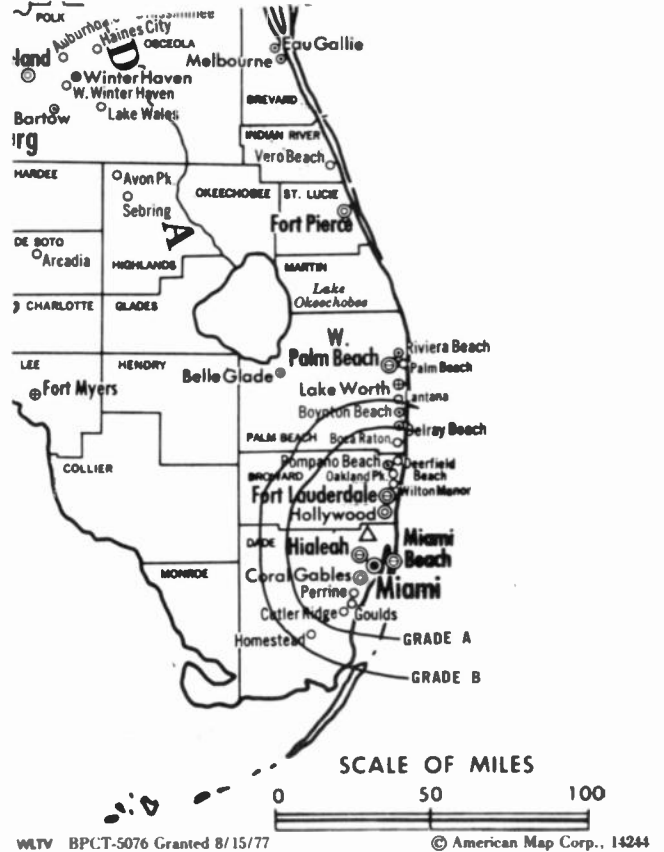 POLK
Haines City
OSCEOLA
Eau Gallie
Melbourne
land
D
Winter Haven
W. Winter Haven
BREVARD
Bartow
Lake Wales
rg
INDIAN RIVER
Vero Beach
HARDEE
Avon Pk.
OKEECHOBEE
ST. LUCIE
Sebring
Fort Pierce
A
DE SOTO
Arcadia
HIGHLANDS
MARTIN
Lake
Okeechobee
CHARLOTTE
GLADES
W.
Palm Beach
Riviera Beach
Palm Beach
LEE
HENDRY
Belle Glade
Fort Myers
Lake Worth
Lantana
Boynton Beach
Delray Beach
PALM BEACH
Boca Raton
COLLIER
Pompano Beach
Deerfield
Beach
BROWARD
Oakland Pk.
Wilton Manor
Fort Lauderdale
Hollywood
DADE
Hialeah
Miami
Beach
MONROE
Coral Gables
Miami
Perrine
Cutler Ridge
Goulds
Homestead
GRADE A
GRADE B
SCALE OF MILES
0 50 100
WLTV BPCT-5076 Granted 8/15/77
© American Map Corp., 14244